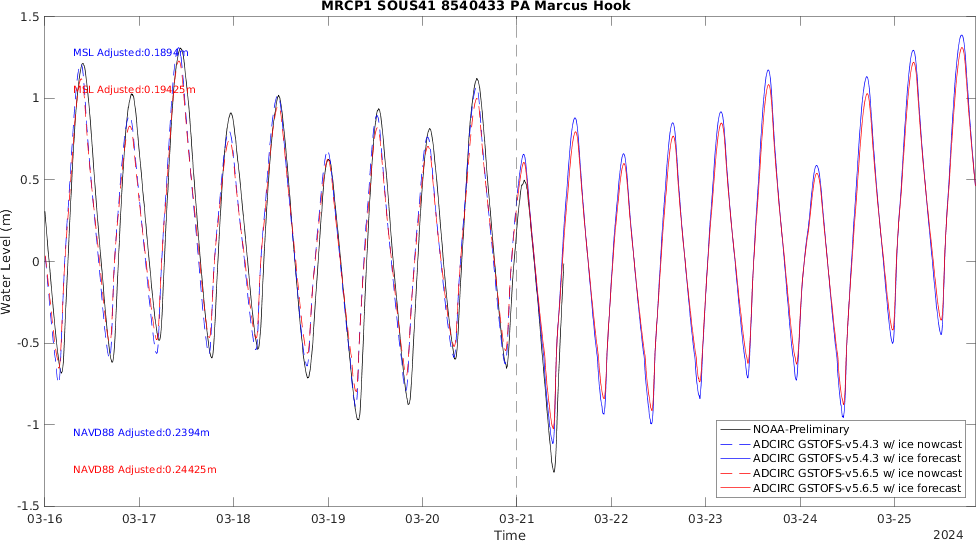 MRCP1 SOUS41 8540433 PA Marcus Hook
1.5
MSL Adjusted:0.1894m
1
MSL Adjusted:0.19425m
0.5
Water Level (m)
0
-0.5
-1
NAVD88 Adjusted:0.2394m
NAVD88 Adjusted:0.24425m
NOAA-Preliminary
ADCIRC GSTOFS-v5.4.3 w/ ice nowcast
ADCIRC GSTOFS-v5.4.3 w/ ice forecast
ADCIRC GSTOFS-v5.6.5 w/ ice nowcast
ADCIRC GSTOFS-v5.6.5 w/ ice forecast
-1.5
03-16 03-17 03-18 03-19 03-20 03-21 03-22 03-23 03-24 03-25
Time
2024